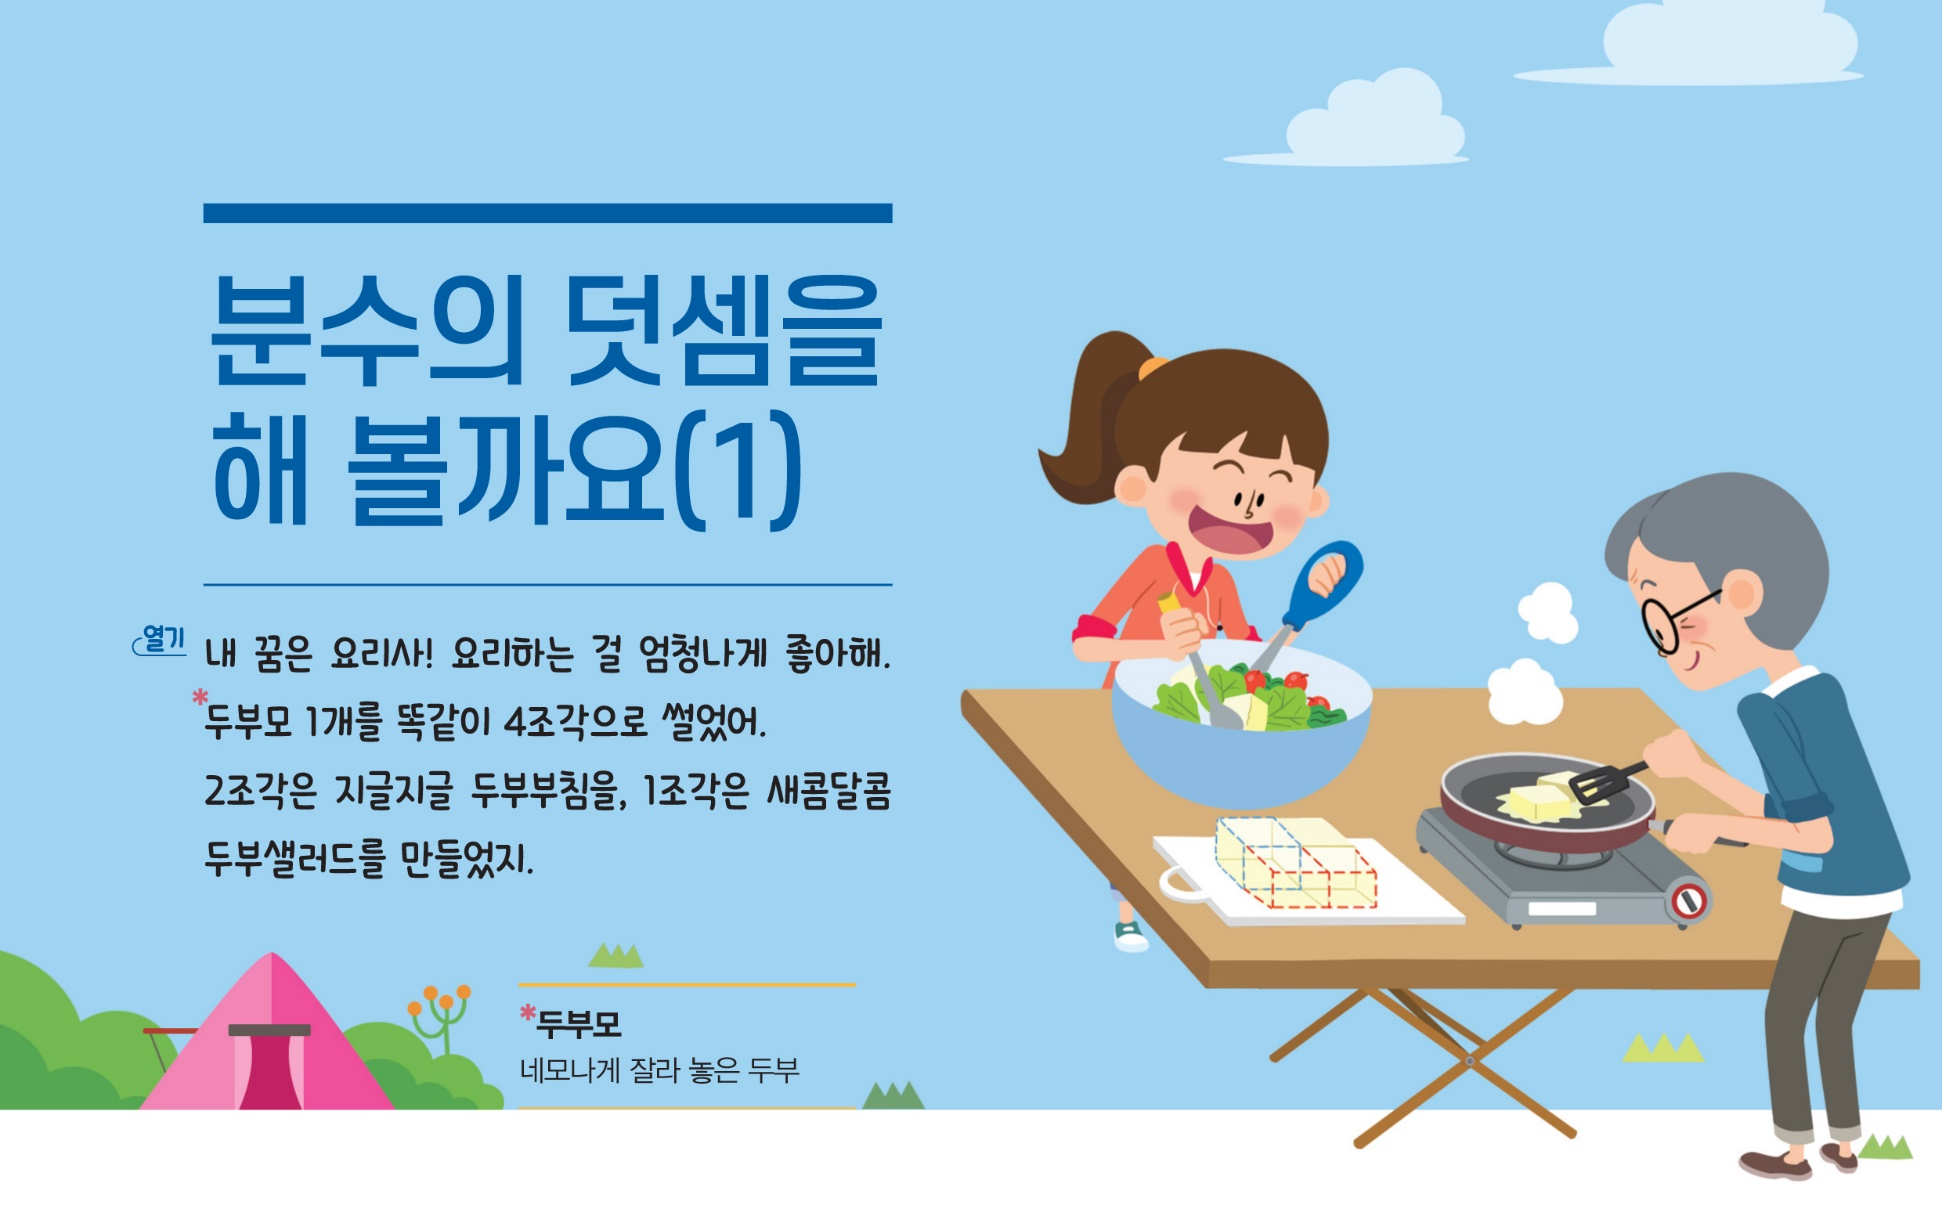 분수의 덧셈을
해 볼까요(1)
열기
내 꿈은 요리사! 요리하는 걸 엄청나게 좋아해.
*두부모 1개를 똑같이 4조각으로 썰었어.
2조각은 지글지글 두부부침을, 1조각은 새콤달콤
두부샐러드를 만들었지.
*두부모
네모나게 잘라 놓은 두부